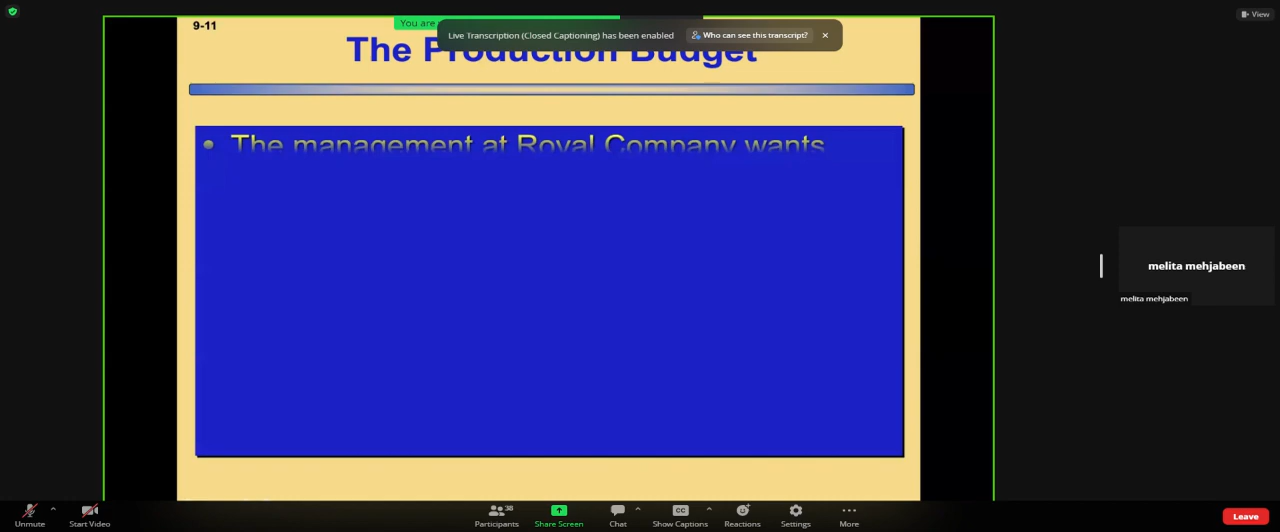 You are
View
9-11
Live Transcription (Closed Captioning) has been enabled
Who can see this transcript?
The Production Budget
• The management at Royal Company wants
melita mehjabeen
melita mehjabeen
Unmute
Start Video
38
Participants
Share Screen
Chat
CC
Show Captions
Reactions
Settings
More
Leave